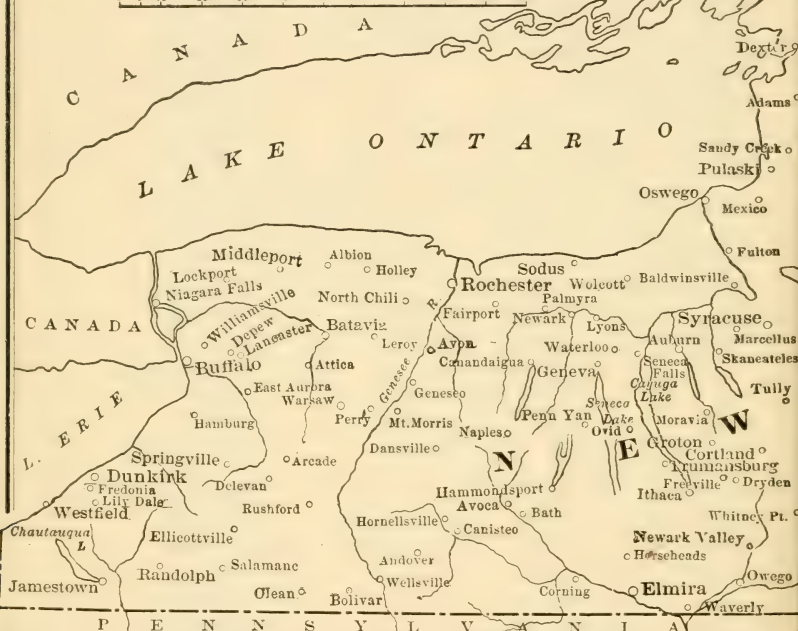 CANADA
Dexter
Adams
LAKE ONTARIO
Sandy Creek
Pulaski
Oswego
Mexico
Middleport
Albion
Holley
Lockport
Niagara Falls
Sodus
Fulton
Rochester
Wolcott
Baldwinsville
North Chili
Williamsville
Fairport
Palmyra
CANADA
Depew
Lancaster
Batavia
Newark
Lyons
Syracuse
Leroy
Avon
Waterloo
Auburn
Marcellus
Buffalo
Attica
Canandaigua
Geneva
Seneca
Falls
Skaneateles
Genesee R.
East Aurora
Geneseo
Cayuga
Lake
Tully
L. ERIE
Warsaw
Perry
Mt. Morris
Penn Yan
Seneca
Lake
Ovid
Moravia
Hamburg
Naples
NEW
Groton
Springville
Arcade
Dansville
Cortland
Trumansburg
Dunkirk
Delevan
Freeville
Dryden
Fredonia
Hammondsport
Ithaca
Lily Dale
Rushford
Avoca
Westfield
Bath
Whitney Pt.
Hornellsville
Chautauqua
L
Ellicottville
Canisteo
Newark Valley
Andover
Horseheads
Randolph
Salamanc
Wellsville
Jamestown
Olean
Bolivar
Corning
Elmira
Owego
Waverly
PENNSYLVANIA